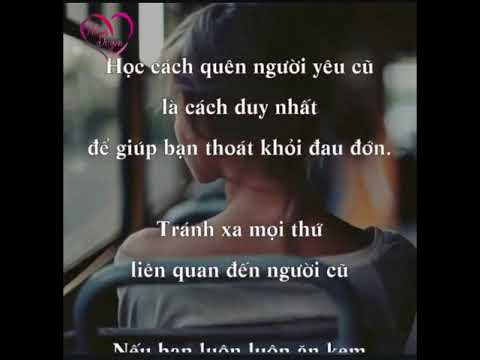 Học cách quên người yêu cũ
là cách duy nhất
để giúp bạn thoát khỏi đau đớn.
Tránh xa mọi thứ
liên quan đến người cũ
Nếu bạn luôn luôn ăn kem